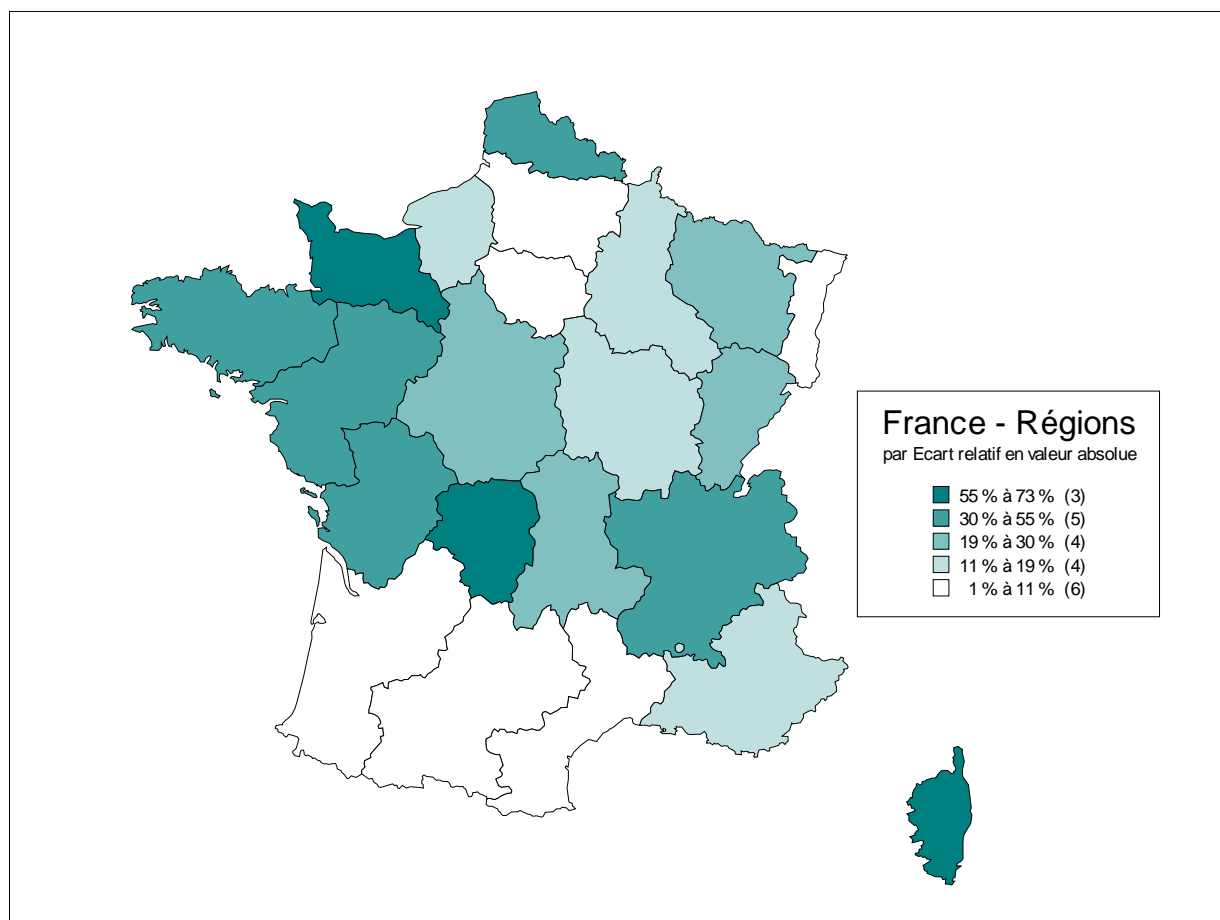 France - Régions
par Ecart relatif en valeur absolue
55 % à 73 % (3)
30 % à 55 % (5)
19 % à 30 % (4)
11 % à 19 % (4)
1 % à 11 % (6)